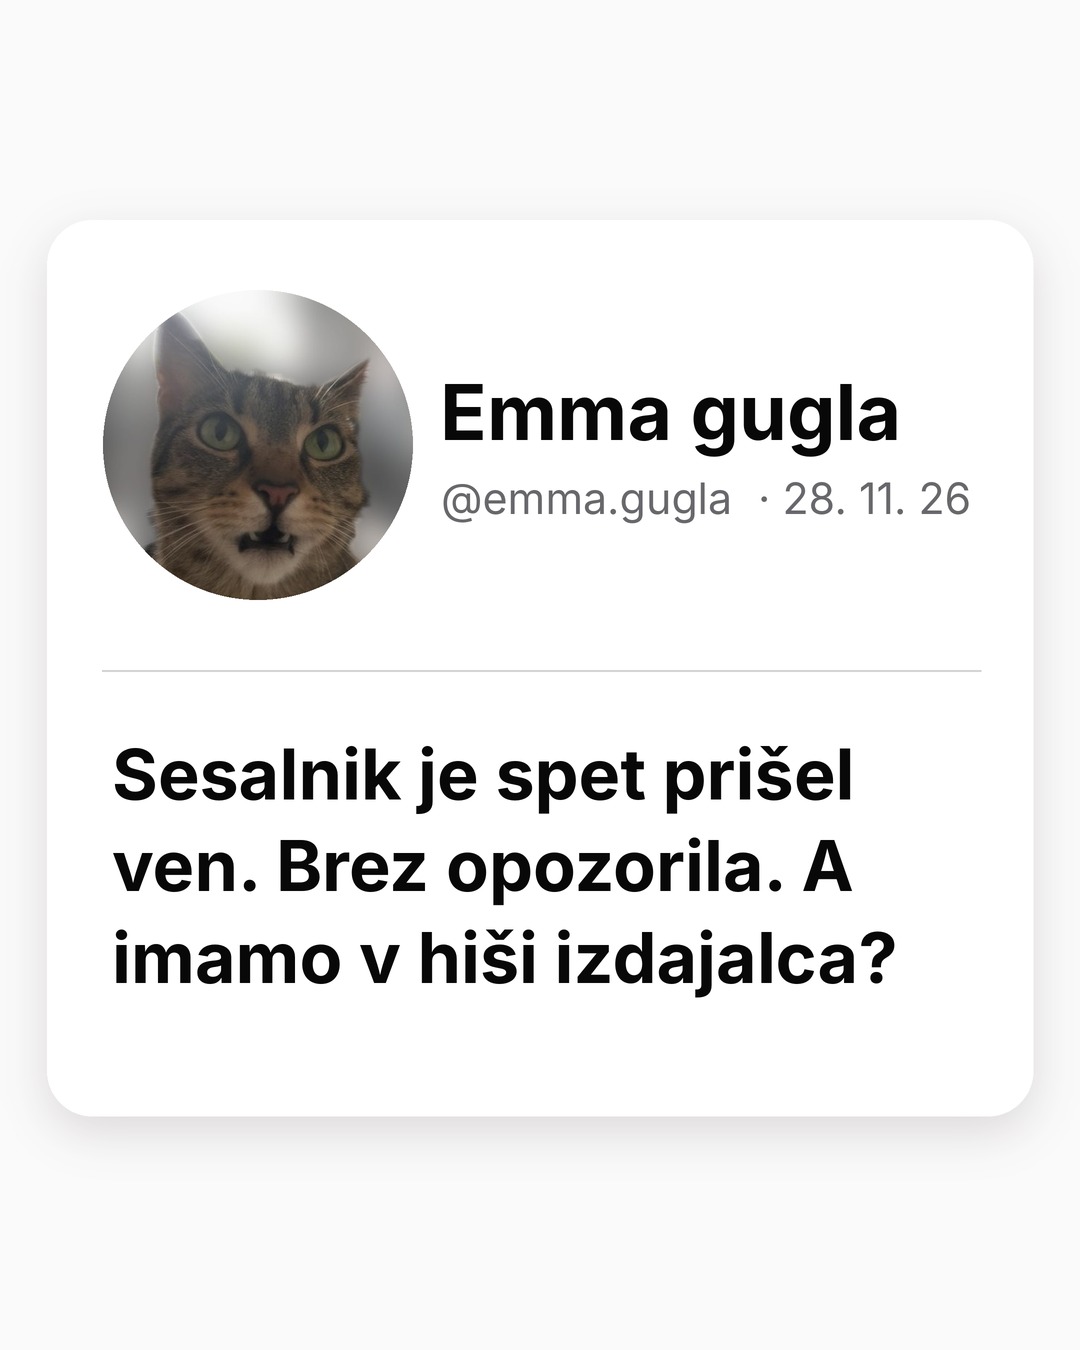 Emma gugla
@emma.gugla · 28. 11. 26
Sesalnik je spet prišel
ven. Brez opozorila. A
imamo v hiši izdajalca?